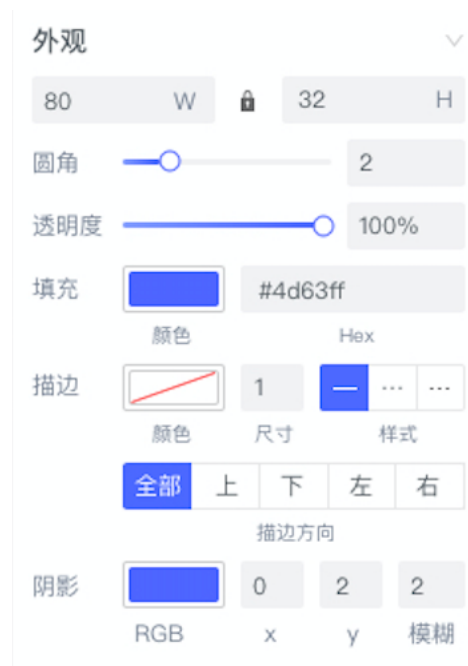 外观
80 W 32 H
圆角 2
透明度 100%
填充 #4d63ff
颜色 Hex
描边 1
颜色 尺寸 样式
全部 上 下 左 右
描边方向
阴影 0 2 2
RGB x y 模糊